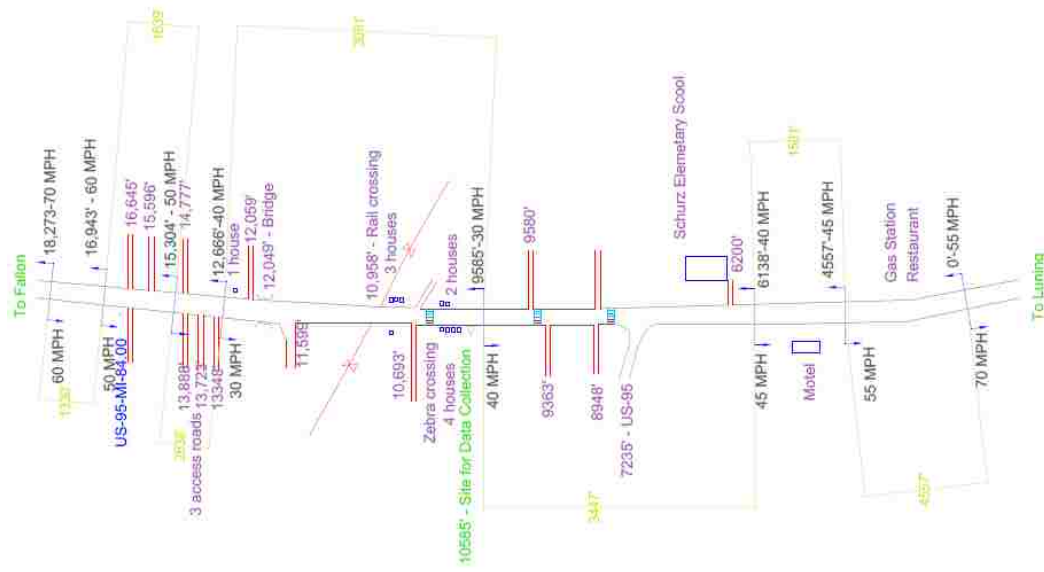 To Fallon
18,273-70 MPH
1639'
60 MPH
1330'
16,943' - 60 MPH
50 MPH
US-95-MI-84.00
16,645'
15,596'
15,304' - 50 MPH
14,777'
2638'
3 access roads
13,888'
13,723'
13348'
30 MPH
12,666'-40 MPH
1 house
12,059'
12,049' - Bridge
3081'
11,599'
10,958' - Rail crossing
3 houses
10,693'
Zebra crossing
4 houses
2 houses
10585' - Site for Data Collection
9585'-30 MPH
40 MPH
9580'
9363'
8948'
7235' - US-95
3447'
Schurz Elemetary Scool
6200'
6138'-40 MPH
45 MPH
Motel
1581'
4557'-45 MPH
55 MPH
Gas Station
Restaurant
4557'
0'-55 MPH
70 MPH
To Luning